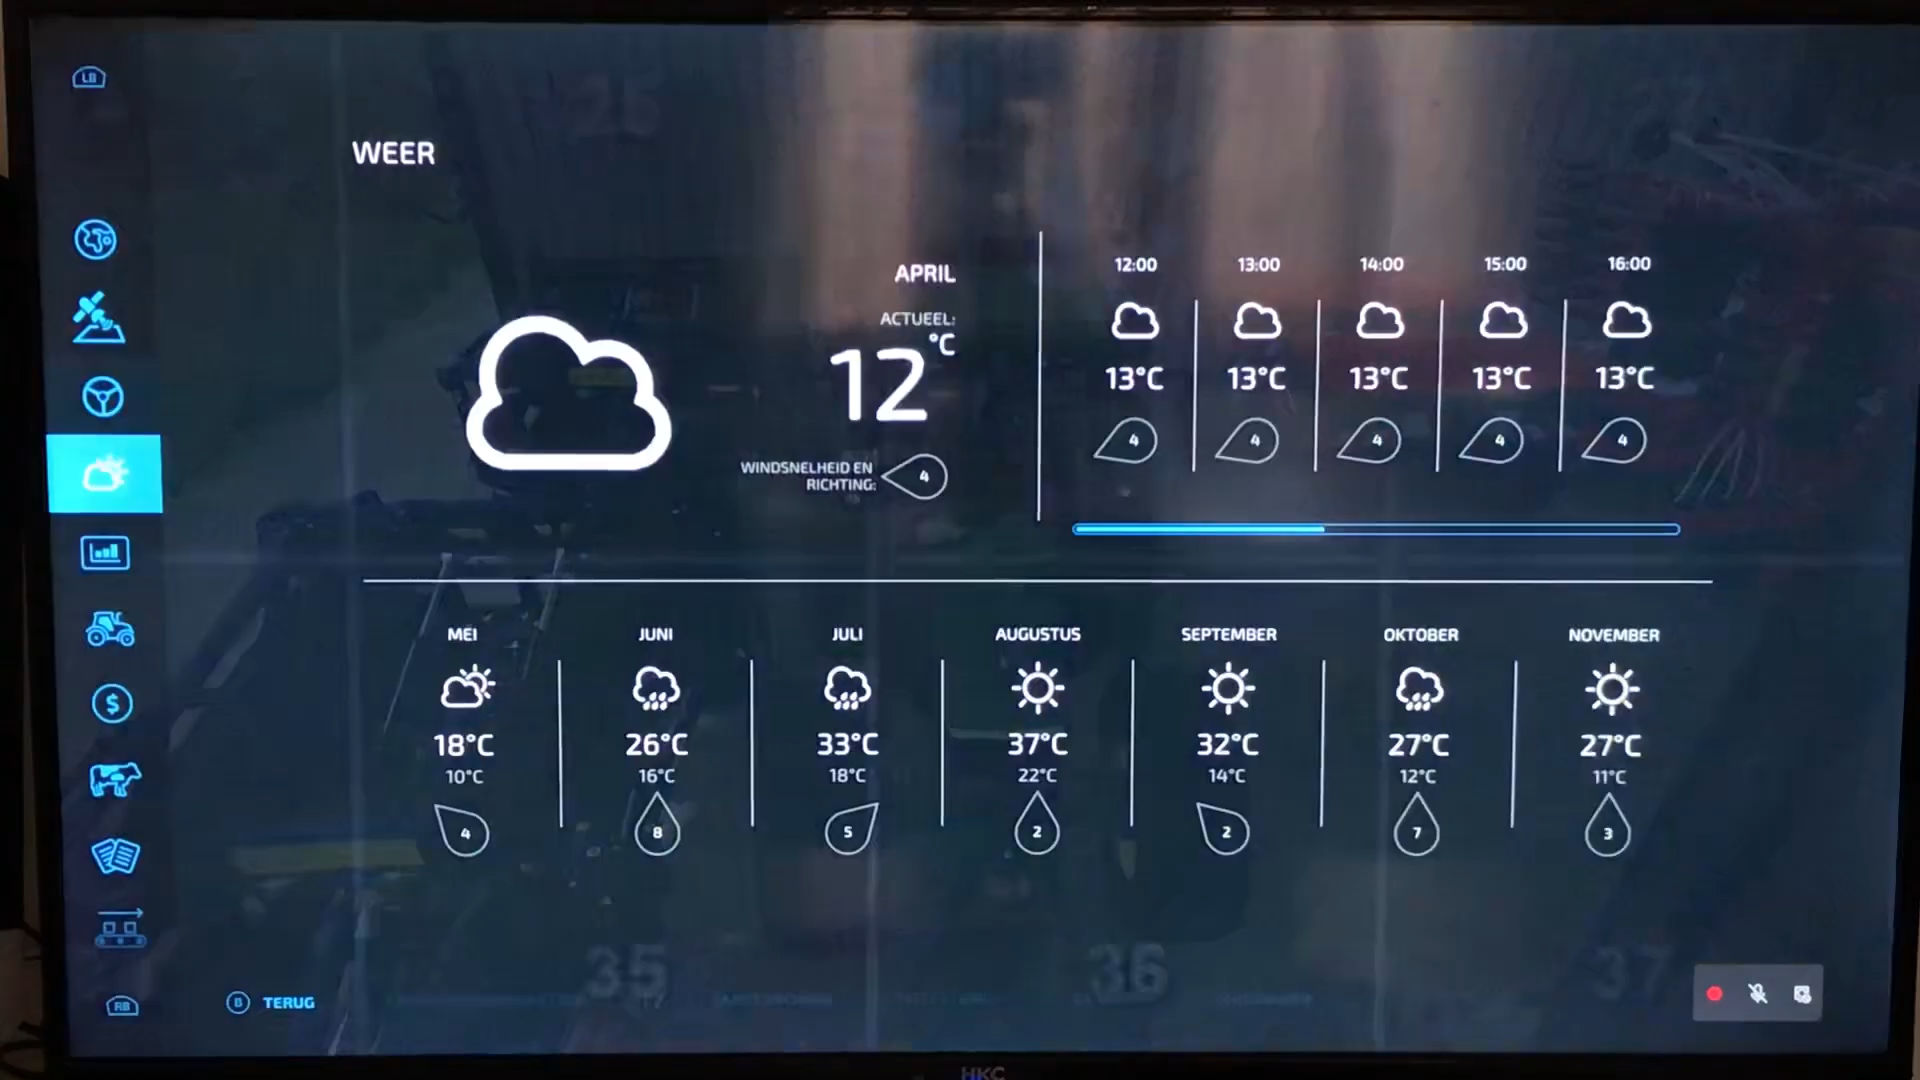 LB
WEER
APRIL
ACTUEEL:
12 °C
WINDSNELHEID EN
RICHTING: 4
12:00 13:00 14:00 15:00 16:00
13°C 13°C 13°C 13°C 13°C
4 4 4 4 4
MEI JUNI JULI AUGUSTUS SEPTEMBER OKTOBER NOVEMBER
18°C 26°C 33°C 37°C 32°C 27°C 27°C
10°C 16°C 18°C 22°C 14°C 12°C 11°C
4 8 5 2 2 7 3
$
35 36 37
RB
B TERUG
HKC